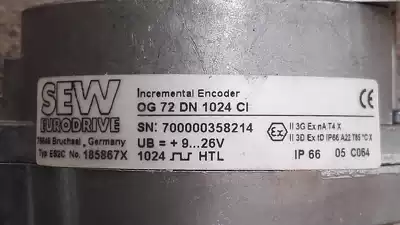 SEW
EURODRIVE
76646 Bruchsal, Germany
Typ ES2C No. 185867X
Incremental Encoder
OG 72 DN 1024 CI
SN: 700000358214
UB = + 9...26V
1024 HTL
CE
Ex
II 3G Ex nA T4 X
II 3D Ex tD IP66 A22 T85 °C X
IP 66 05 C064